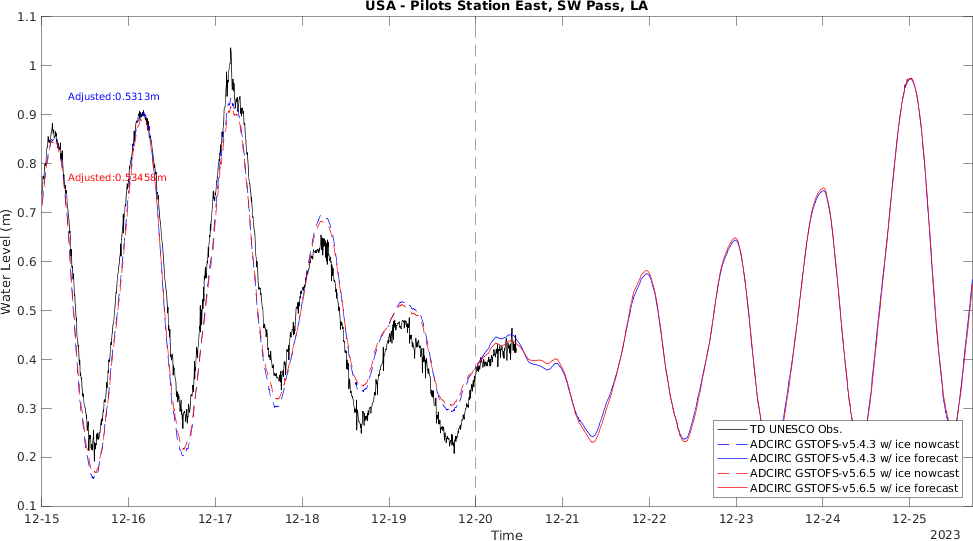 USA - Pilots Station East, SW Pass, LA
1.1
1
0.9
0.8
0.7
0.6
0.5
0.4
0.3
0.2
0.1
Water Level (m)
Adjusted:0.5313m
Adjusted:0.53458m
TD UNESCO Obs.
ADCIRC GSTOFS-v5.4.3 w/ ice nowcast
ADCIRC GSTOFS-v5.4.3 w/ ice forecast
ADCIRC GSTOFS-v5.6.5 w/ ice nowcast
ADCIRC GSTOFS-v5.6.5 w/ ice forecast
12-15 12-16 12-17 12-18 12-19 12-20 12-21 12-22 12-23 12-24 12-25
Time
2023